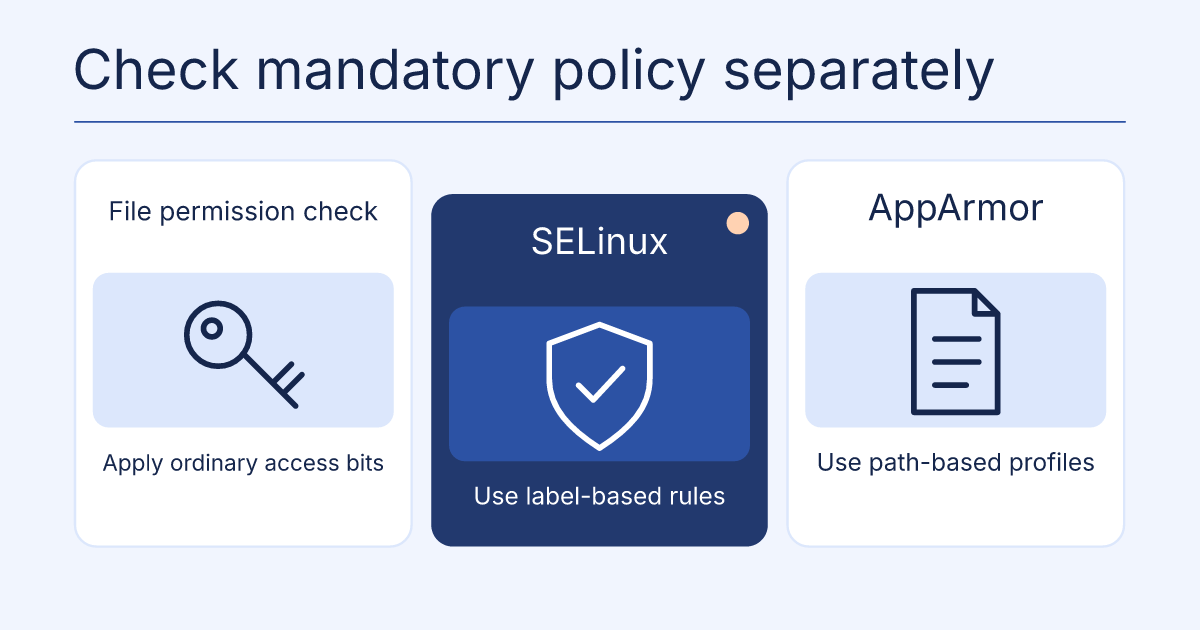 Check mandatory policy separately
File permission check
Apply ordinary access bits
SELinux
Use label-based rules
AppArmor
Use path-based profiles